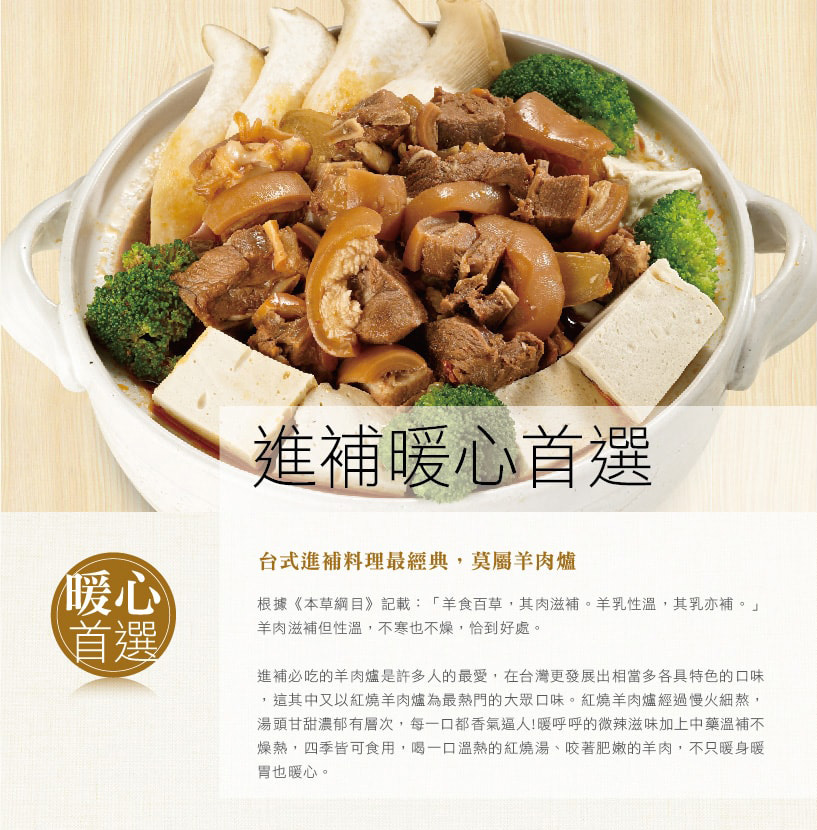 進補暖心首選
台式進補料理最經典，莫屬羊肉爐
暖心
首選
根據《本草綱目》記載：「羊食百草，其肉滋補。羊乳性溫，其乳亦補。」
羊肉滋補但性溫，不寒也不燥，恰到好處。
進補必吃的羊肉爐是許多人的最愛，在台灣更發展出相當多各具特色的口味
，這其中又以紅燒羊肉爐為最熱門的大眾口味。紅燒羊肉爐經過慢火細熬，
湯頭甘甜濃郁有層次，每一口都香氣逼人!暖呼呼的微辣滋味加上中藥溫補不
燥熱，四季皆可食用，喝一口溫熱的紅燒湯、咬著肥嫩的羊肉，不只暖身暖
胃也暖心。